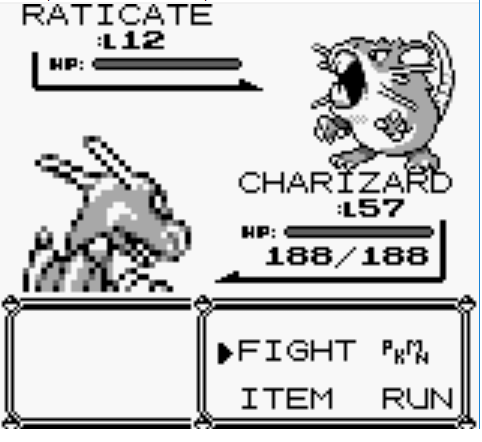 RATICATE
:L12
HP:
CHARIZARD
:L57
HP:
188/188
FIGHT PKMN
ITEM RUN